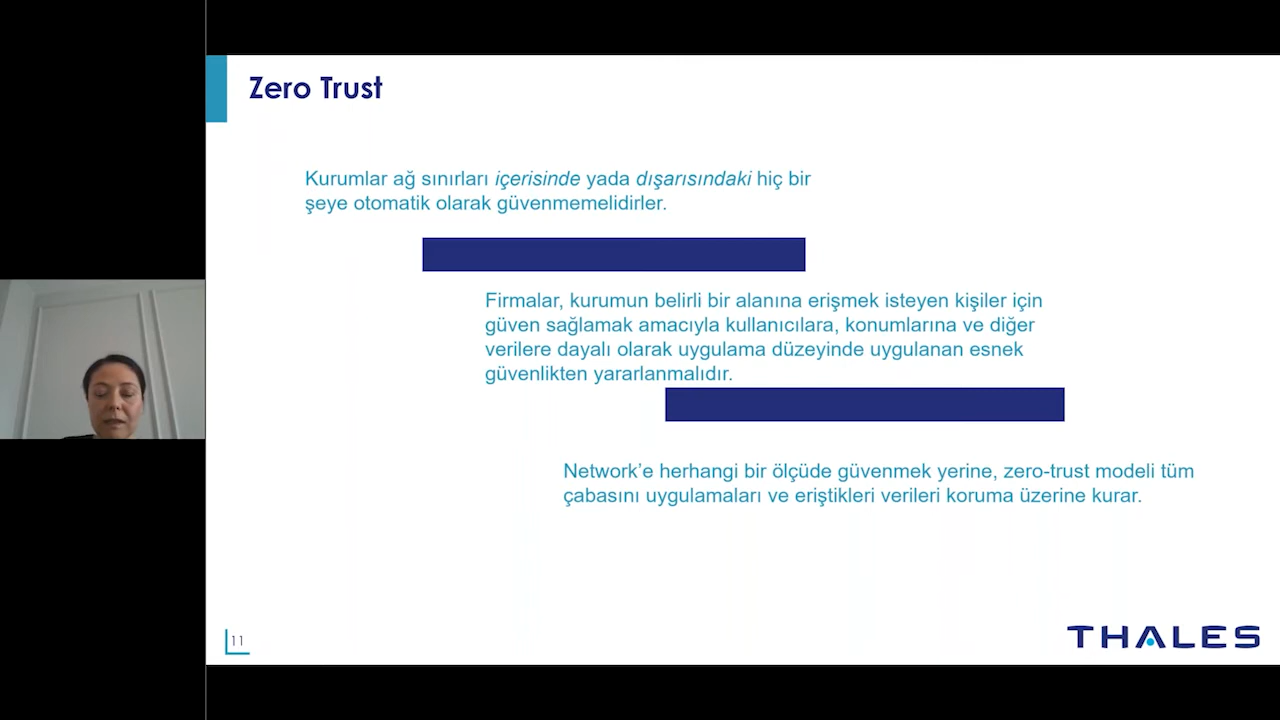 Zero Trust
Kurumlar ağ sınırları içerisinde yada dışarısındaki hiç bir
şeye otomatik olarak güvenmemelidirler.
Firmalar, kurumun belirli bir alanına erişmek isteyen kişiler için
güven sağlamak amacıyla kullanıcılara, konumlarına ve diğer
verilere dayalı olarak uygulama düzeyinde uygulanan esnek
güvenlikten yararlanmalıdır.
Network’e herhangi bir ölçüde güvenmek yerine, zero-trust modeli tüm
çabasını uygulamaları ve eriştikleri verileri koruma üzerine kurar.
11
THALES